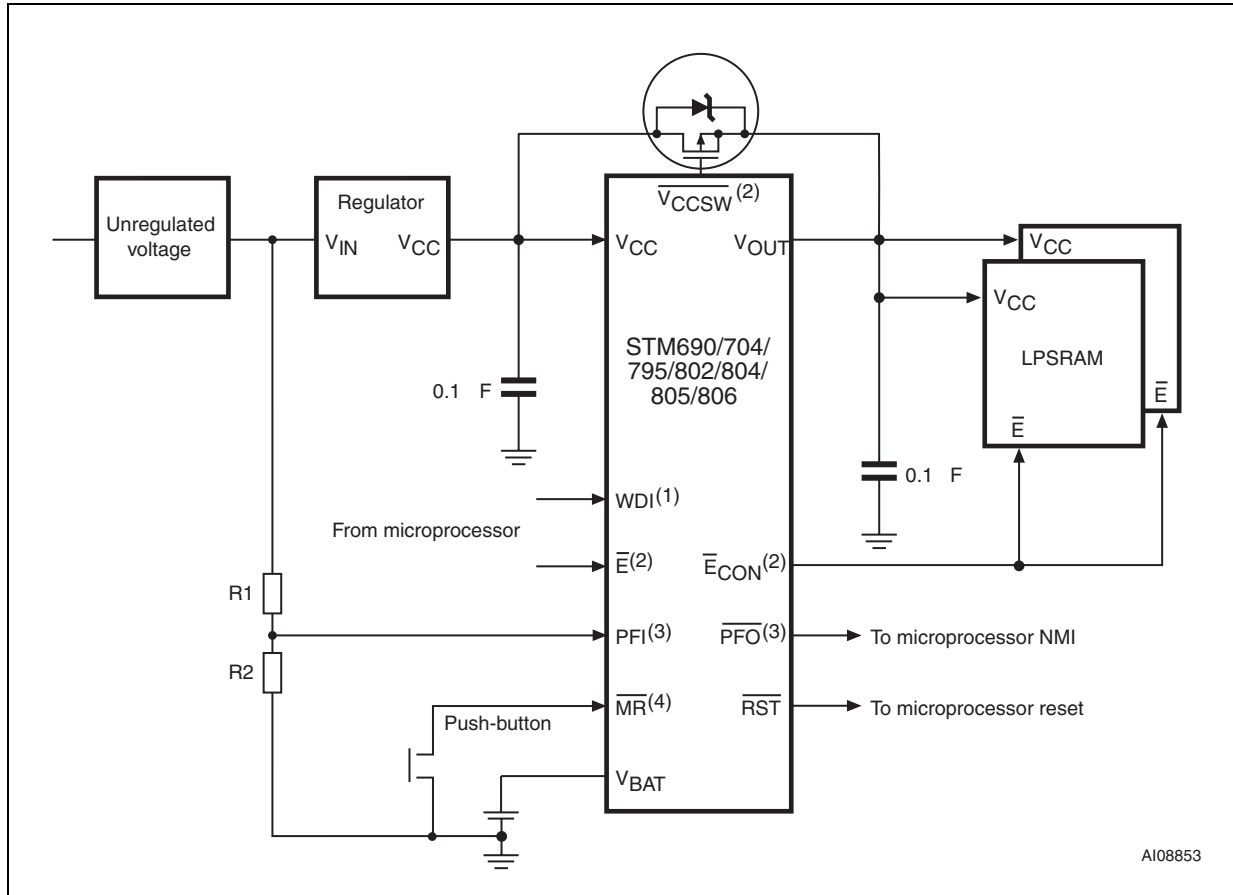 Unregulated
voltage
Regulator
VIN VCC
VCCSW(2)
VCC VOUT
VCC
VCC
STM690/704/
795/802/804/
805/806
LPSRAM
0.1 F
E
E
0.1 F
WDI(1)
From microprocessor
E(2) ECON(2)
R1
PFI(3) PFO(3) To microprocessor NMI
R2
MR(4) RST To microprocessor reset
Push-button
VBAT
AI08853